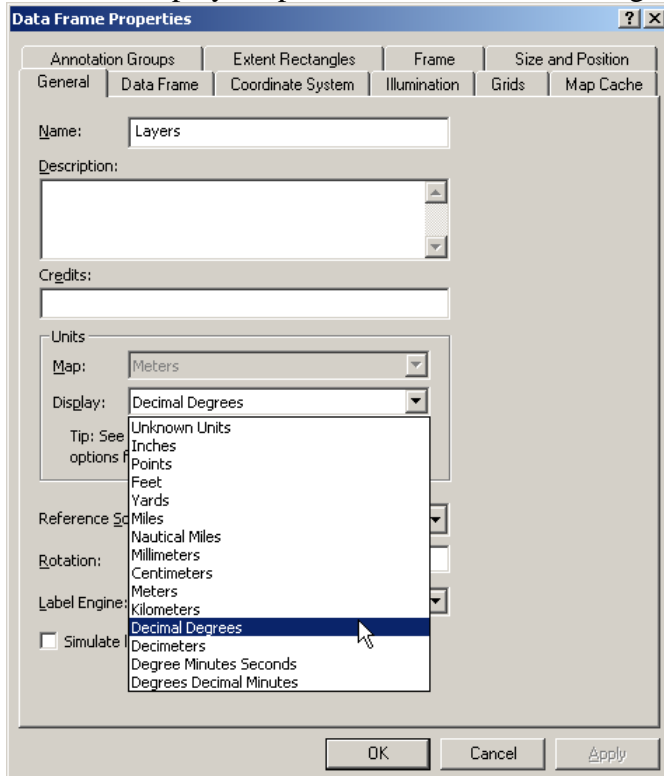 Data Frame Properties
Annotation Groups Extent Rectangles Frame Size and Position
General Data Frame Coordinate System Illumination Grids Map Cache
Name: Layers
Description:
Credits:
Units
Map: Meters
Display: Decimal Degrees
Unknown Units
Tip: See
Inches
options
Points
Feet
Yards
Reference Miles
Nautical Miles
Rotation: Millimeters
Centimeters
Meters
Label Engine: Kilometers
Decimal Degrees
Simulate Decimeters
Degree Minutes Seconds
Degrees Decimal Minutes
OK Cancel Apply